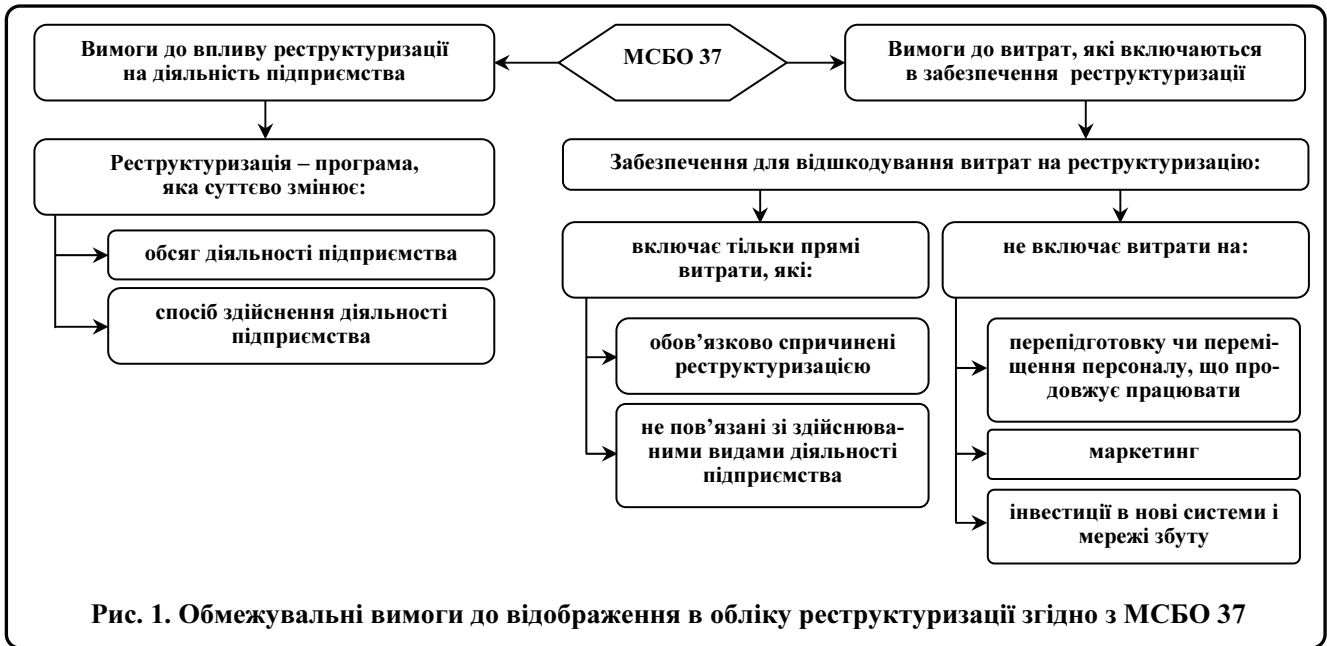 Вимоги до впливу реструктуризації
на діяльність підприємства
МСБО 37
Вимоги до витрат, які включаються
в забезпечення реструктуризації
Реструктуризація – програма,
яка суттєво змінює:
обсяг діяльності підприємства
спосіб здійснення діяльності
підприємства
Забезпечення для відшкодування витрат на реструктуризацію:
включає тільки прямі
витрати, які:
обов’язково спричинені
реструктуризацією
не пов’язані зі здійснюва-
ними видами діяльності
підприємства
не включає витрати на:
перепідготовку чи перемі-
щення персоналу, що про-
довжує працювати
маркетинг
інвестиції в нові системи і
мережі збуту
Рис. 1. Обмежувальні вимоги до відображення в обліку реструктуризації згідно з МСБО 37